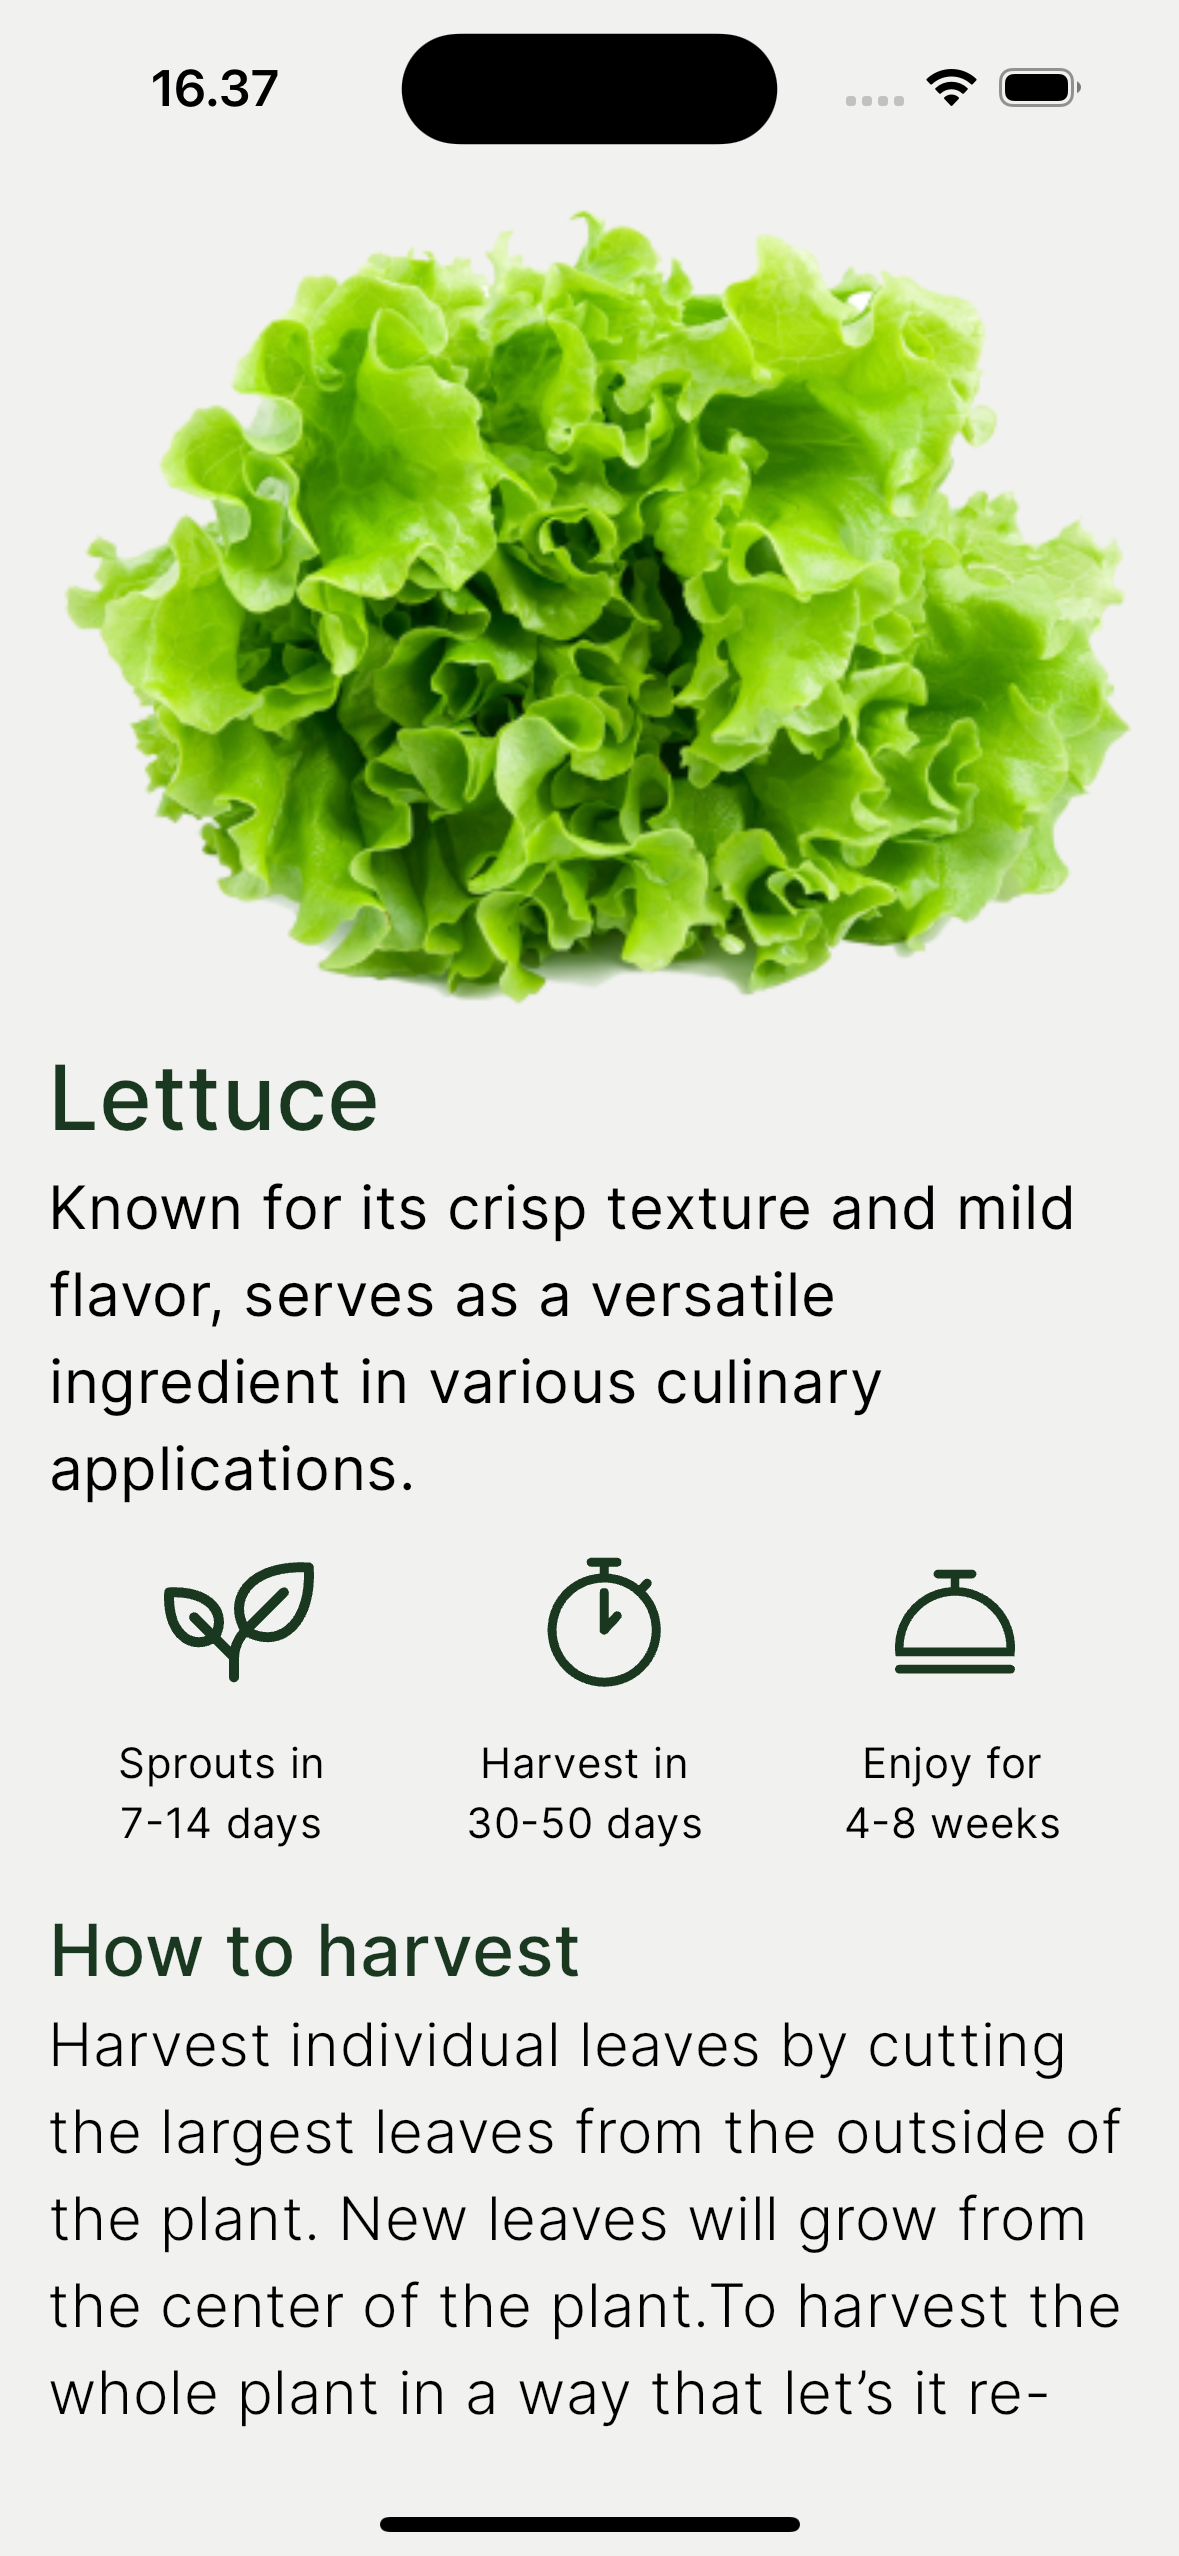 16.37
Lettuce
Known for its crisp texture and mild
flavor, serves as a versatile
ingredient in various culinary
applications.
Sprouts in
7-14 days
Harvest in
30-50 days
Enjoy for
4-8 weeks
How to harvest
Harvest individual leaves by cutting
the largest leaves from the outside of
the plant. New leaves will grow from
the center of the plant.To harvest the
whole plant in a way that let’s it re-